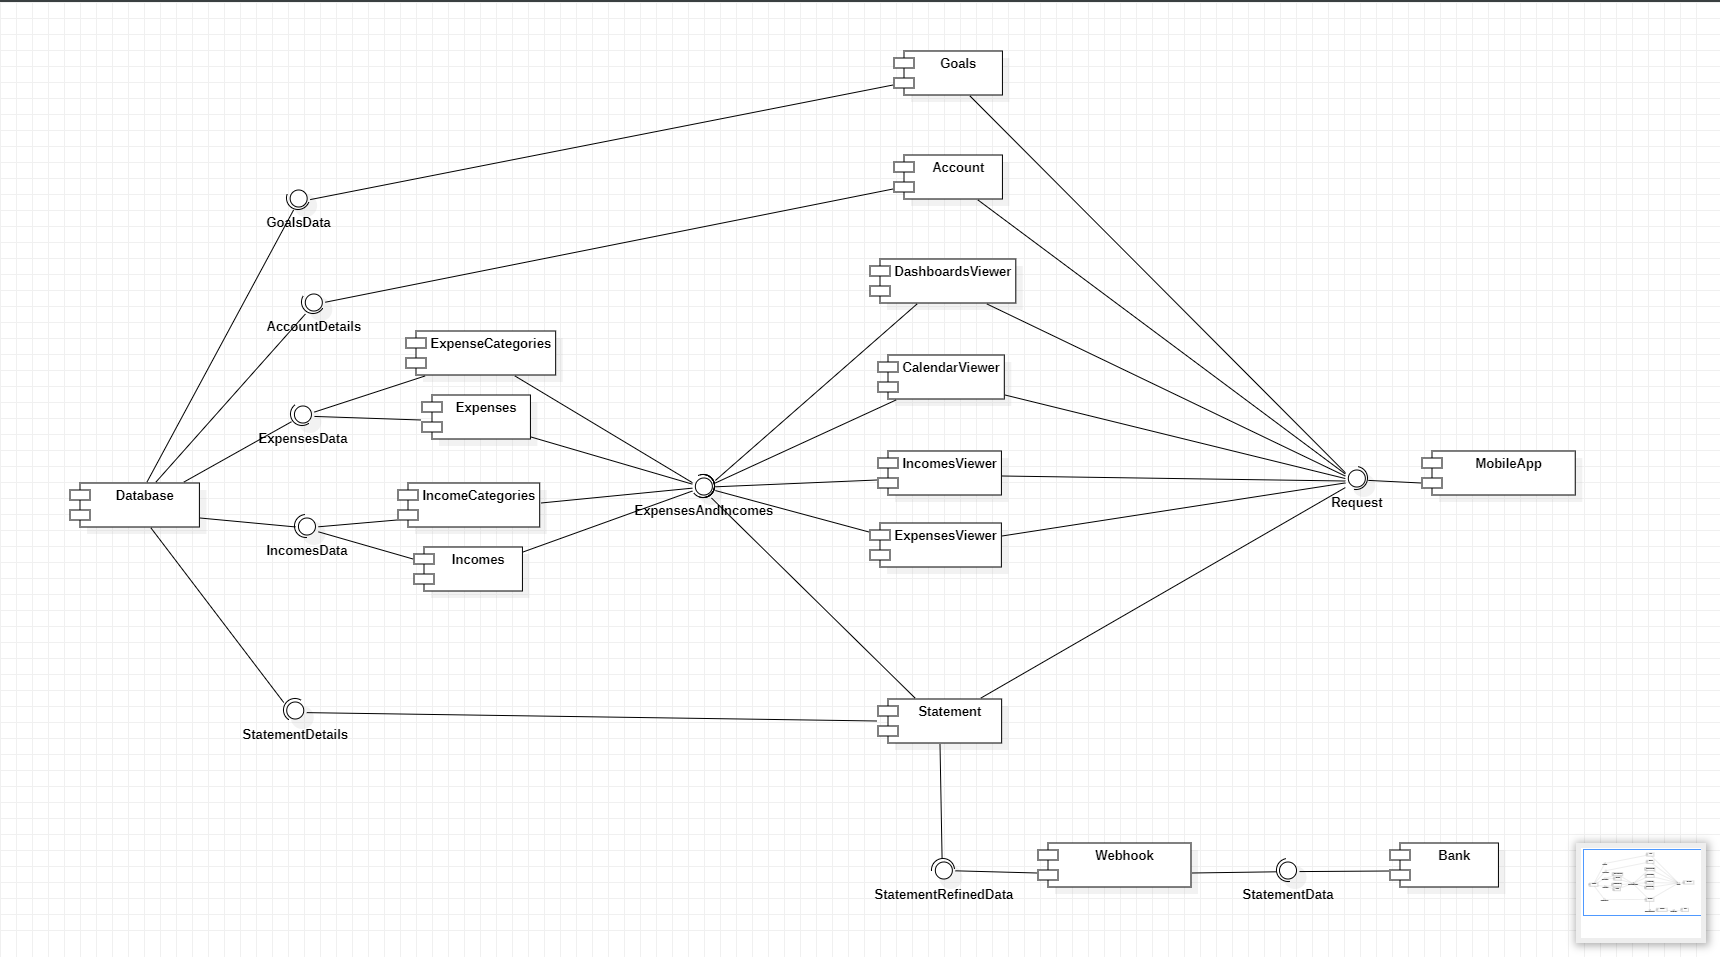 Goals
Account
GoalsData
DashboardsViewer
AccountDetails
ExpenseCategories
CalendarViewer
Expenses
ExpensesData
IncomesViewer
MobileApp
Database
IncomeCategories
Request
ExpensesAndIncomes
ExpensesViewer
IncomesData
Incomes
Statement
StatementDetails
Webhook
Bank
StatementRefinedData
StatementData